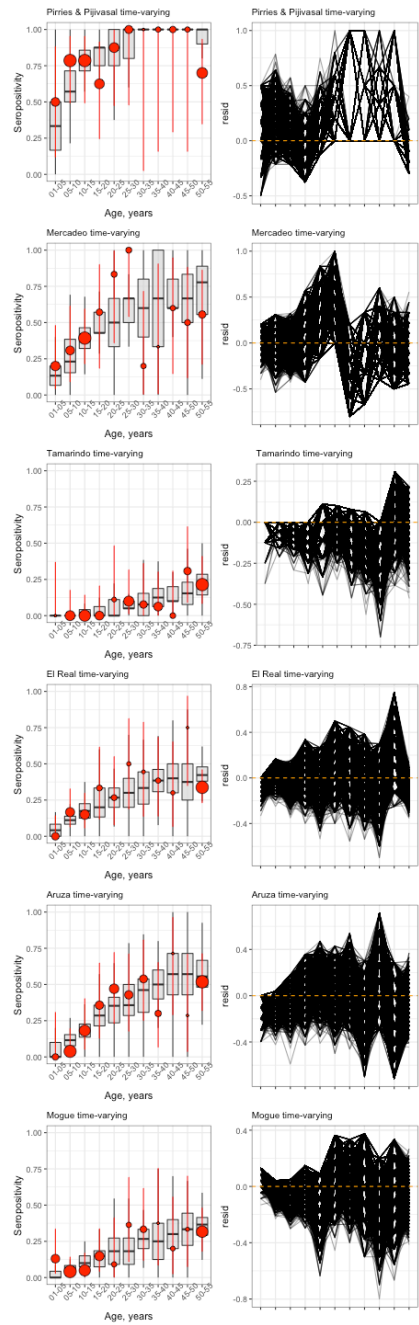 Pirries & Pijivasal time-varying
Seropositivity
1.00
0.75
0.50
0.25
0.00
01-05 05-10 10-15 15-20 20-25 25-30 30-35 35-40 40-45 45-50 50-55
Age, years
Pirries & Pijivasal time-varying
resid
1.0
0.5
0.0
-0.5
Mercadeo time-varying
Seropositivity
1.00
0.75
0.50
0.25
0.00
01-05 05-10 10-15 15-20 20-25 25-30 30-35 35-40 40-45 45-50 50-55
Age, years
Mercadeo time-varying
resid
1.0
0.5
0.0
-0.5
Tamarindo time-varying
Seropositivity
1.00
0.75
0.50
0.25
0.00
01-05 05-10 10-15 15-20 20-25 25-30 30-35 35-40 40-45 45-50 50-55
Age, years
Tamarindo time-varying
resid
0.25
0.00
-0.25
-0.50
-0.75
El Real time-varying
Seropositivity
1.00
0.75
0.50
0.25
0.00
01-05 05-10 10-15 15-20 20-25 25-30 30-35 35-40 40-45 45-50 50-55
Age, years
El Real time-varying
resid
0.8
0.4
0.0
-0.4
Aruza time-varying
Seropositivity
1.00
0.75
0.50
0.25
0.00
01-05 05-10 10-15 15-20 20-25 25-30 30-35 35-40 40-45 45-50 50-55
Age, years
Aruza time-varying
resid
0.4
0.0
-0.4
Mogue time-varying
Seropositivity
1.00
0.75
0.50
0.25
0.00
01-05 05-10 10-15 15-20 20-25 25-30 30-35 35-40 40-45 45-50 50-55
Age, years
Mogue time-varying
resid
0.4
0.0
-0.4
-0.8